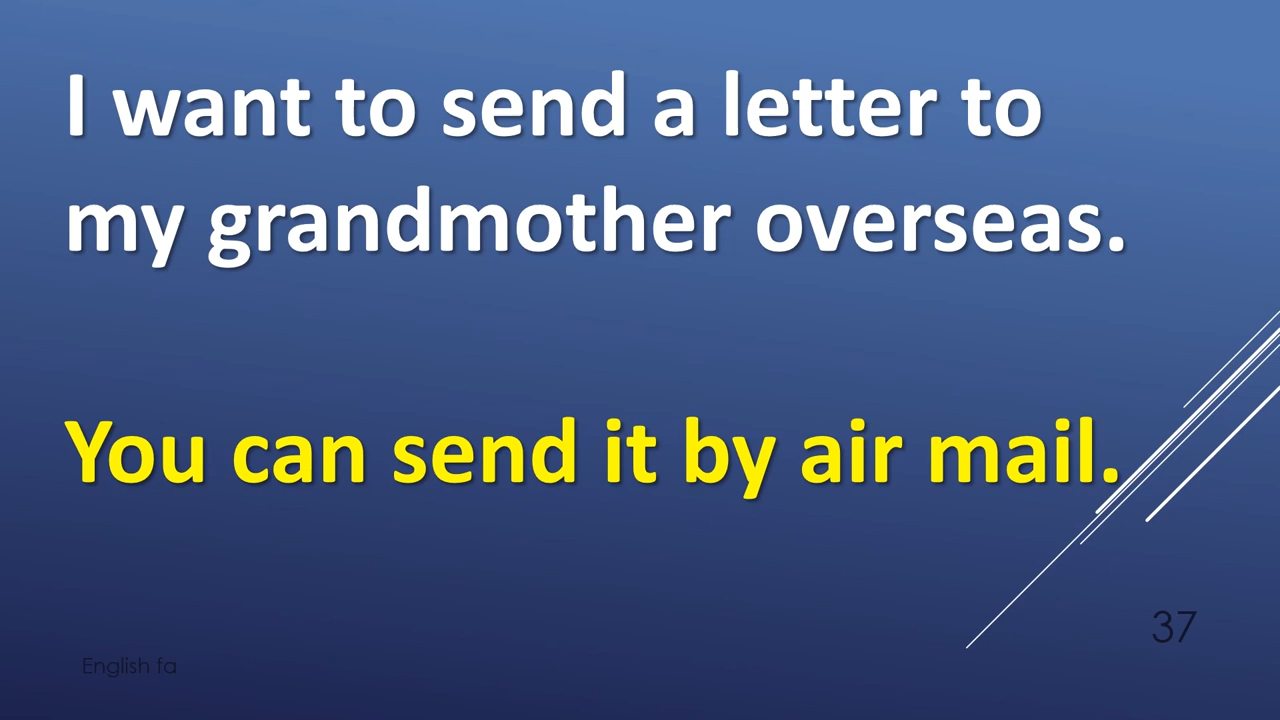 I want to send a letter to
my grandmother overseas.
You can send it by air mail.
37
English fa